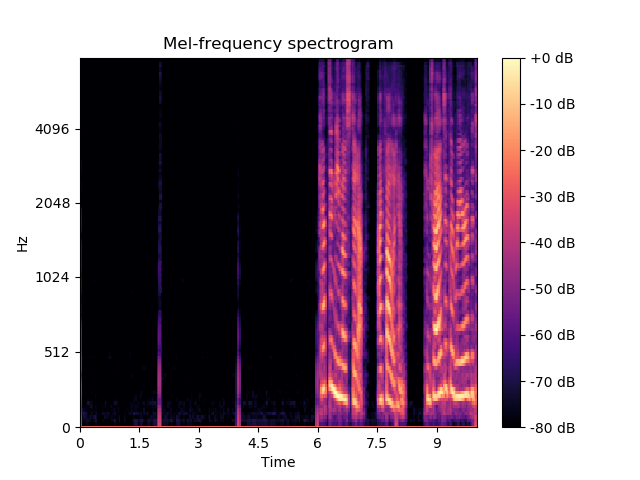 Mel-frequency spectrogram
+0 dB
-10 dB
-20 dB
-30 dB
-40 dB
-50 dB
-60 dB
-70 dB
-80 dB
4096
2048
1024
512
0
Hz
0 1.5 3 4.5 6 7.5 9
Time